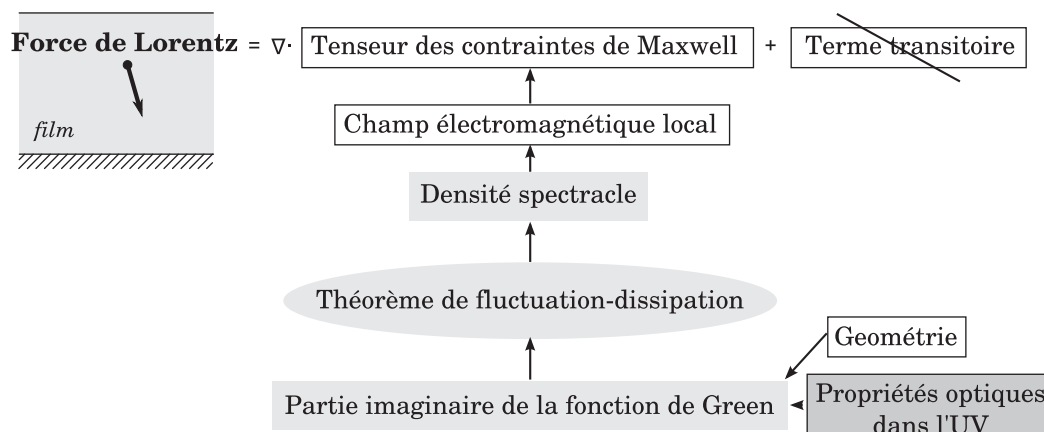 Force de Lorentz = ∇· Tenseur des contraintes de Maxwell + Terme transitoire
film
Champ électromagnétique local
Densité spectracle
Théorème de fluctuation-dissipation
Geométrie
Partie imaginaire de la fonction de Green
Propriétés optiques
dans l'UV